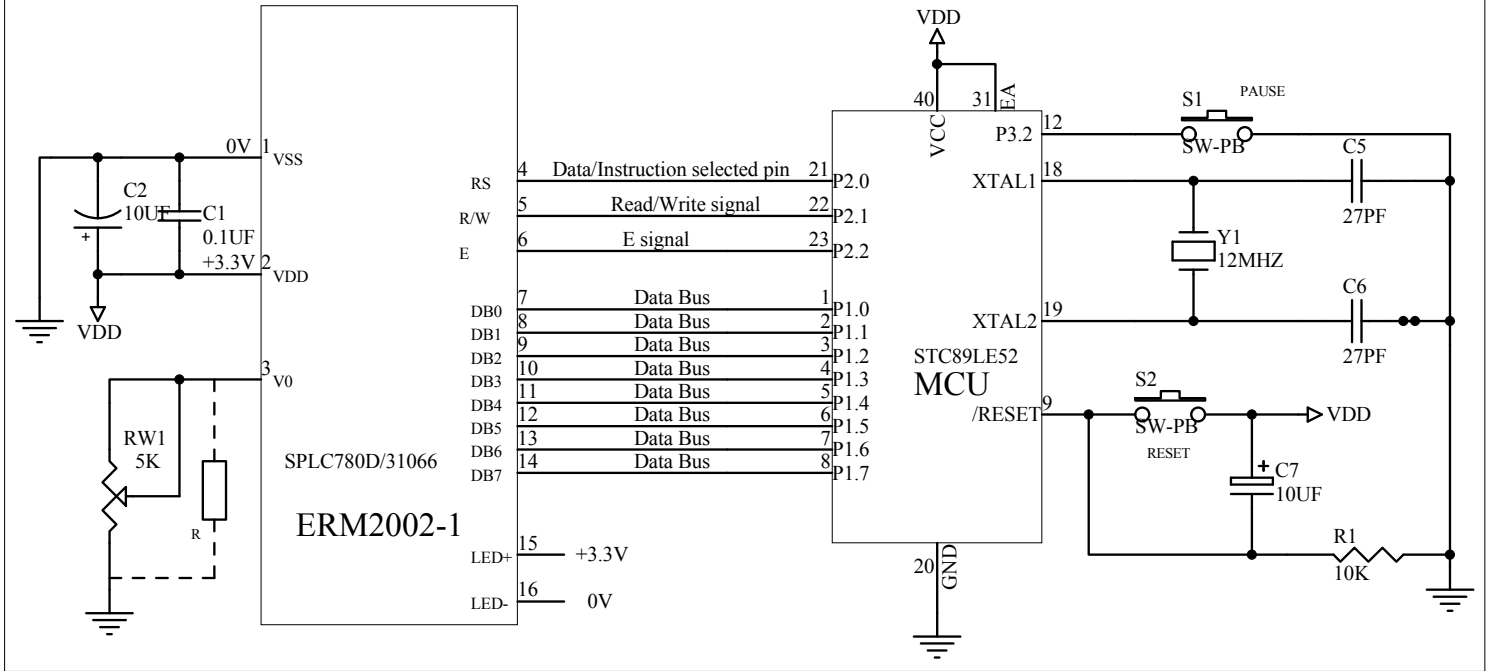 0V
1
VSS
C2
10UF
C1
0.1UF
+3.3V
2
VDD
VDD
3
V0
RW1
5K
R
SPLC780D/31066
ERM2002-1
RS
4
Data/Instruction selected pin
21
P2.0
R/W
5
Read/Write signal
22
P2.1
E
6
E signal
23
P2.2
DB0
7
Data Bus
1
P1.0
DB1
8
Data Bus
2
P1.1
DB2
9
Data Bus
3
P1.2
DB3
10
Data Bus
4
P1.3
DB4
11
Data Bus
5
P1.4
DB5
12
Data Bus
6
P1.5
DB6
13
Data Bus
7
P1.6
DB7
14
Data Bus
8
P1.7
LED+
15
+3.3V
LED-
16
0V
VDD
40
VCC
31
EA
P3.2
12
S1
PAUSE
SW-PB
XTAL1
18
C5
27PF
Y1
12MHZ
XTAL2
19
C6
27PF
STC89LE52
MCU
/RESET
9
S2
SW-PB
RESET
VDD
+
C7
10UF
R1
10K
20
GND
+